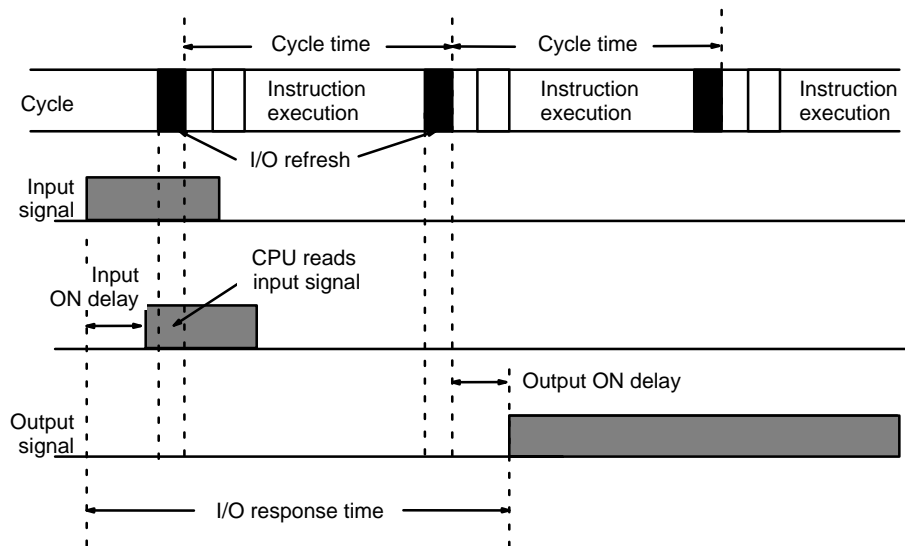 Cycle time
Cycle time
Cycle
Instruction
execution
Instruction
execution
Instruction
execution
I/O refresh
Input
signal
CPU reads
input signal
Input
ON delay
Output ON delay
Output
signal
I/O response time